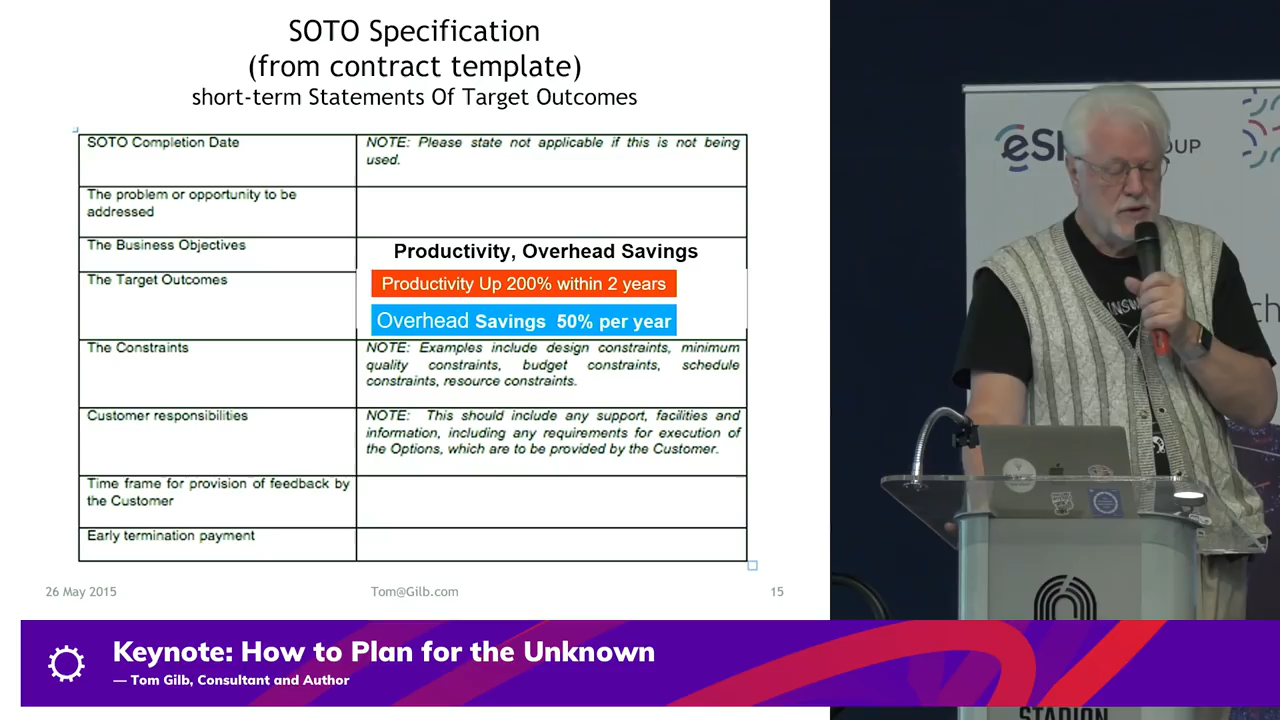 SOTO Specification
(from contract template)
short-term Statements Of Target Outcomes
SOTO Completion Date
NOTE: Please state not applicable if this is not being
used.
The problem or opportunity to be
addressed
The Business Objectives
Productivity, Overhead Savings
The Target Outcomes
Productivity Up 200% within 2 years
Overhead Savings 50% per year
The Constraints
NOTE: Examples include design constraints, minimum
quality constraints, budget constraints, schedule
constraints, resource constraints.
Customer responsibilities
NOTE: This should include any support, facilities and
information, including any requirements for execution of
the Options, which are to be provided by the Customer.
Time frame for provision of feedback by
the Customer
Early termination payment
26 May 2015
Tom@Gilb.com
15
Keynote: How to Plan for the Unknown
— Tom Gilb, Consultant and Author
STADION